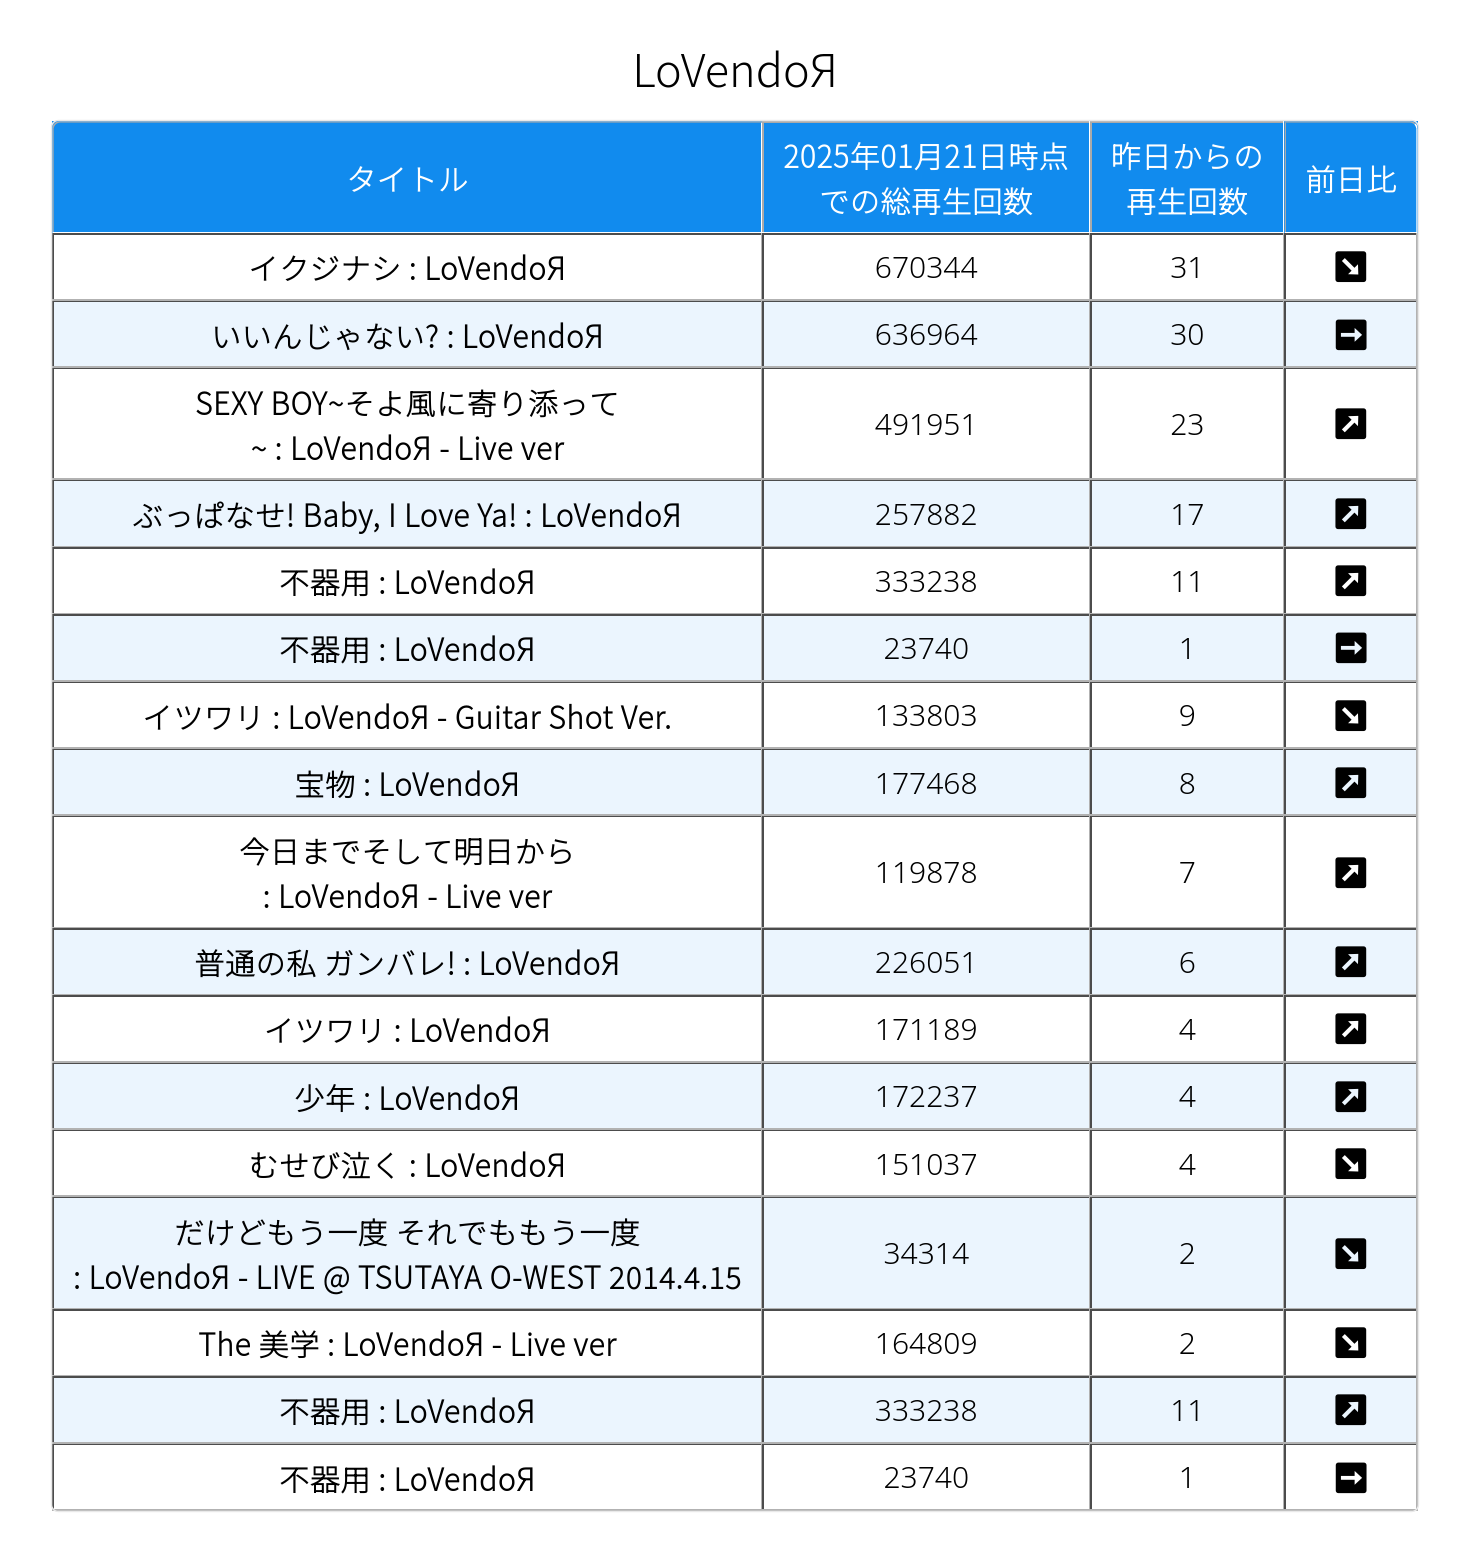 LoVendoЯ
タイトル
2025年01月21日時点
での総再生回数
昨日からの
再生回数
前日比
イクジナシ : LoVendoЯ 670344 31 ↘
いいんじゃない? : LoVendoЯ 636964 30 →
SEXY BOY~そよ風に寄り添って
~ : LoVendoЯ - Live ver 491951 23 ↗
ぶっぱなせ! Baby, I Love Ya! : LoVendoЯ 257882 17 ↗
不器用 : LoVendoЯ 333238 11 ↗
不器用 : LoVendoЯ 23740 1 →
イツワリ : LoVendoЯ - Guitar Shot Ver. 133803 9 ↘
宝物 : LoVendoЯ 177468 8 ↗
今日までそして明日から
: LoVendoЯ - Live ver 119878 7 ↗
普通の私 ガンバレ! : LoVendoЯ 226051 6 ↗
イツワリ : LoVendoЯ 171189 4 ↗
少年 : LoVendoЯ 172237 4 ↗
むせび泣く : LoVendoЯ 151037 4 ↘
だけどもう一度 それでももう一度
: LoVendoЯ - LIVE @ TSUTAYA O-WEST 2014.4.15 34314 2 ↘
The 美学 : LoVendoЯ - Live ver 164809 2 ↘
不器用 : LoVendoЯ 333238 11 ↗
不器用 : LoVendoЯ 23740 1 →